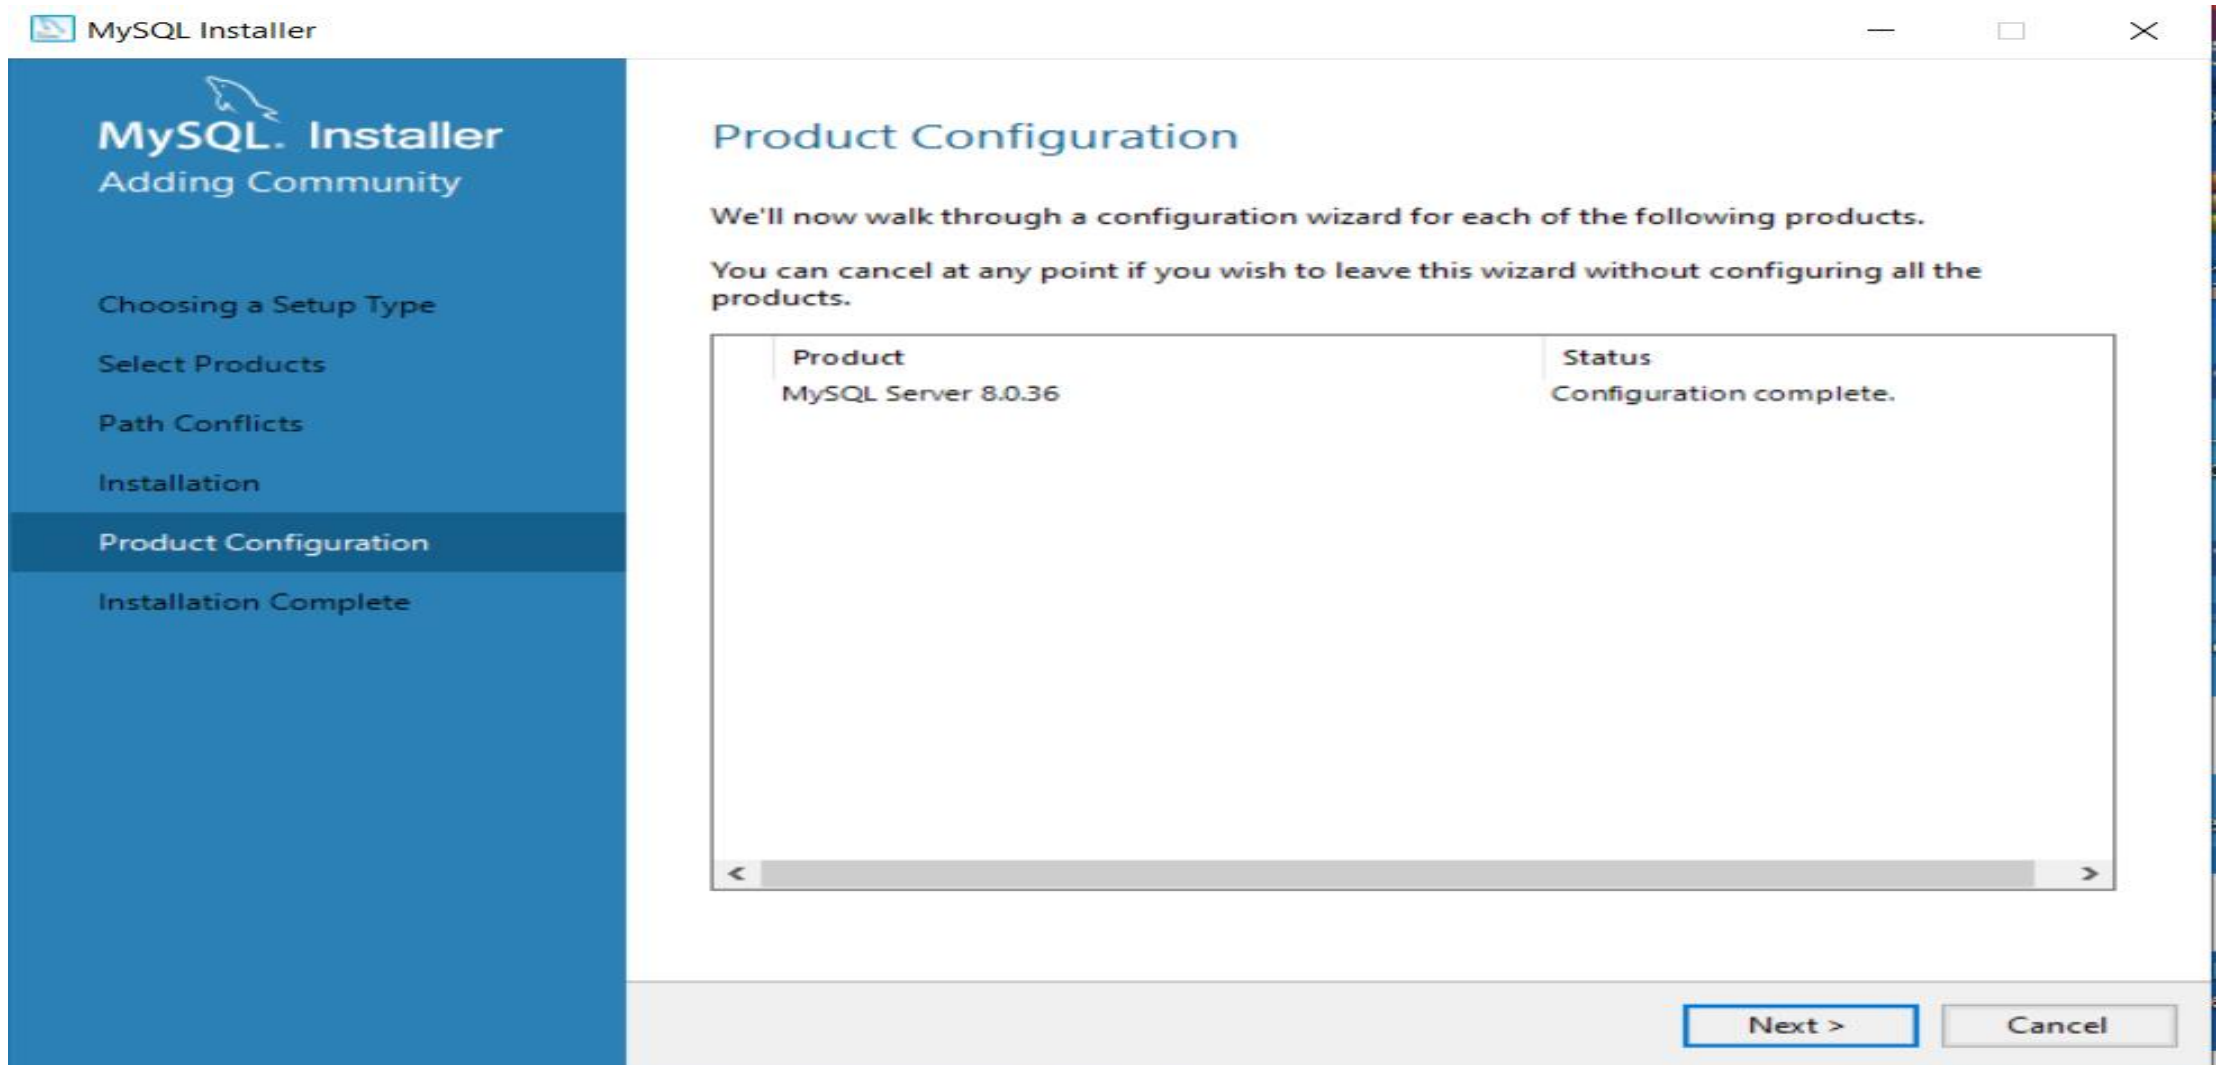 MySQL Installer
MySQL. Installer
Adding Community
Choosing a Setup Type
Select Products
Path Conflicts
Installation
Product Configuration
Installation Complete
Product Configuration
We'll now walk through a configuration wizard for each of the following products.
You can cancel at any point if you wish to leave this wizard without configuring all the
products.
Product Status
MySQL Server 8.0.36 Configuration complete.
Next > Cancel